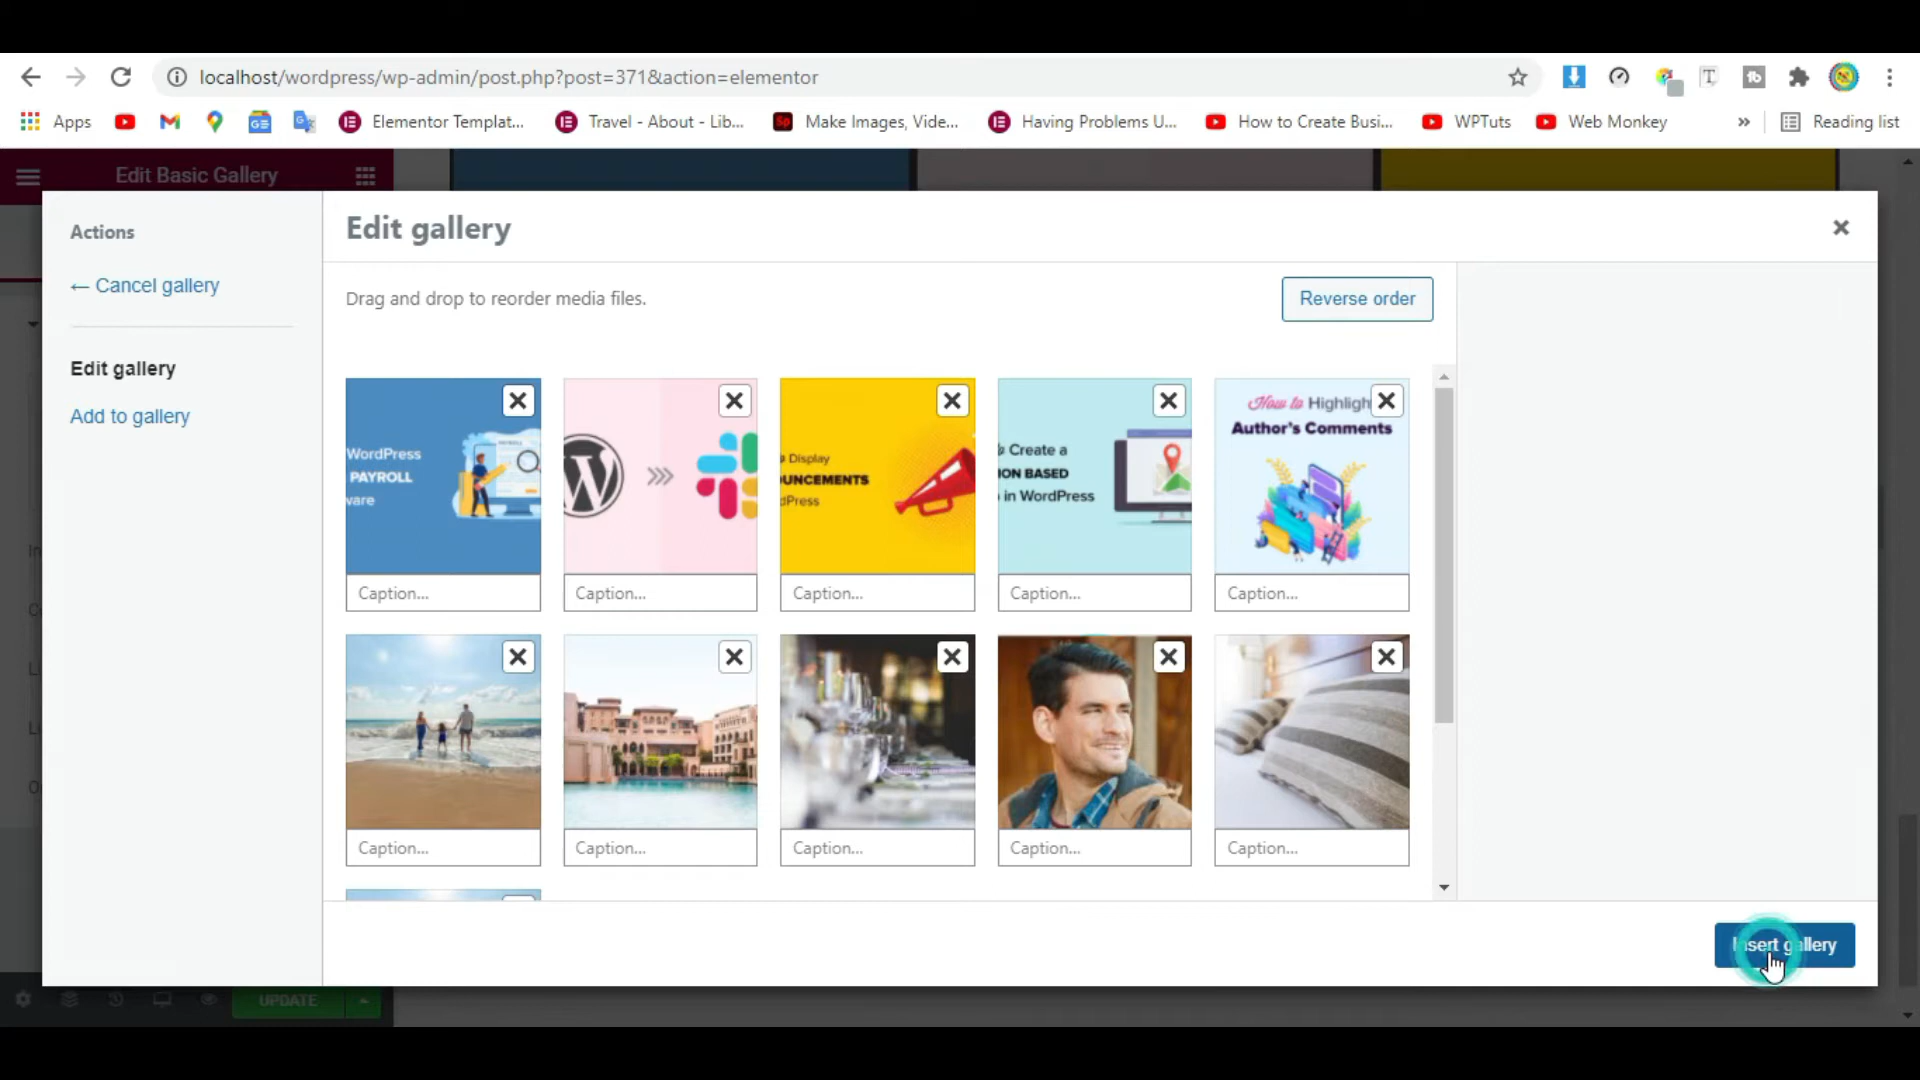 localhost/wordpress/wp-admin/post.php?post=371&action=elementor
Apps
Elementor Templat...
Travel - About - Lib...
Make Images, Vide...
Having Problems U...
How to Create Busi...
WPTuts
Web Monkey
Reading list
Edit Basic Gallery
Actions
← Cancel gallery
Edit gallery
Add to gallery
Edit gallery
Drag and drop to reorder media files.
Reverse order
WordPress
PAYROLL
ware
Display
UNCEMENTS
dPress
Create a
ION BASED
in WordPress
How to Highligh
Author's Comments
Caption...
Caption...
Caption...
Caption...
Caption...
Caption...
Caption...
Caption...
Caption...
Caption...
Insert gallery
UPDATE